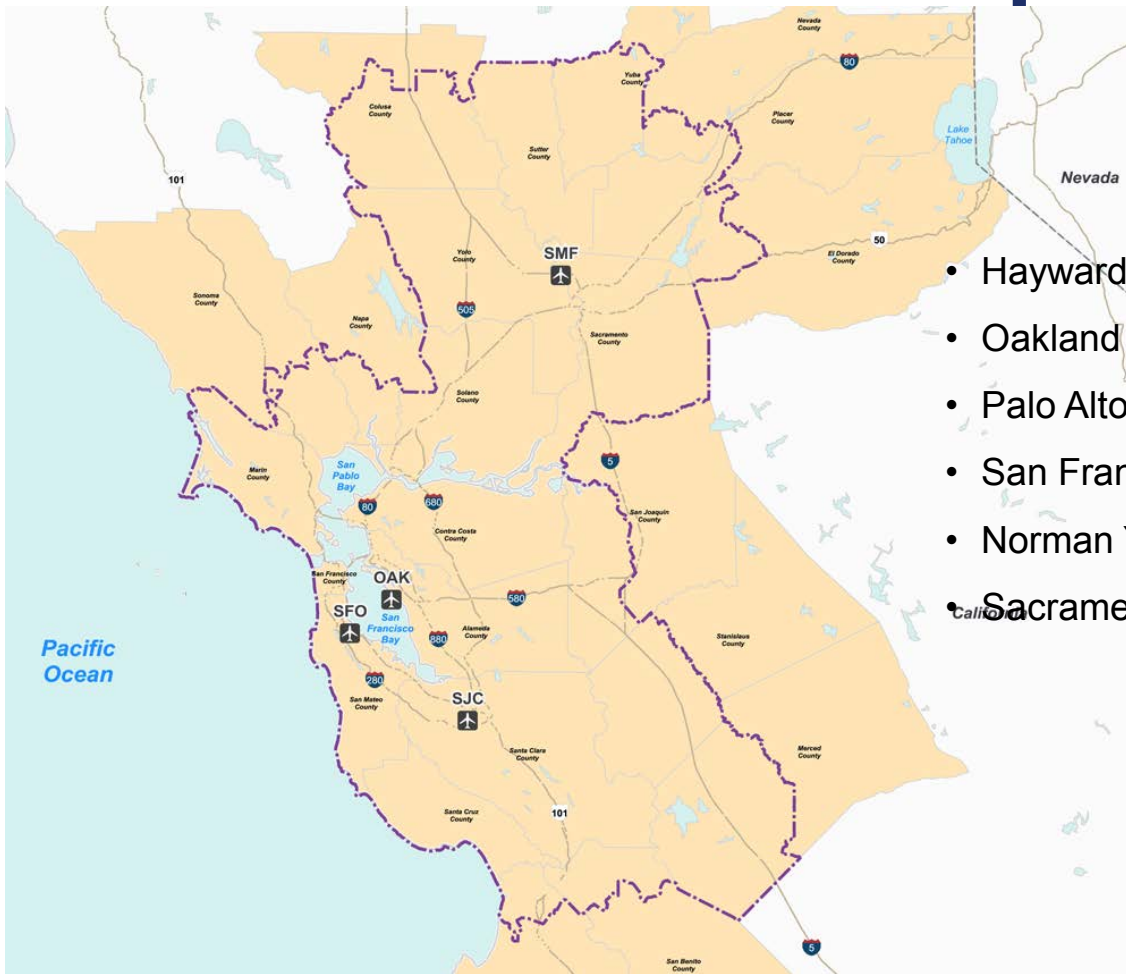 Nevada
County
80
Yuba
County
Colusa
County
Placer
County
Lake
Tahoe
Sutter
County
101
Nevada
50
SMF
Yolo
County
El Dorado
County
• Hayward
Sonoma
County
505
Napa
County
Sacramento
County
• Oakland
Solano
County
• Palo Alto
Marin
County
San
Pablo
Bay
5
• San Fran
80
680
San Joaquin
County
Contra Costa
County
• Norman
San Francisco
County
OAK
580
SFO
San
Francisco
Bay
880
Alameda
County
California
• Sacrame
Stanislaus
County
Pacific
Ocean
280
San Mateo
County
SJC
Santa Clara
County
Merced
County
Santa Cruz
County
101
5
San Benito
County